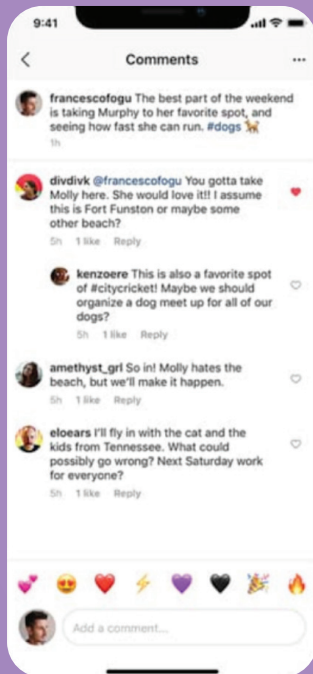 9:41
Comments
francescofogu The best part of the weekend
is taking Murphy to her favorite spot, and
seeing how fast she can run. #dogs 🐕
1h
divdivk @francescofogu You gotta take
Molly here. She would love it!! I assume
this is Fort Funston or maybe some
other beach?
5h 1 like Reply
kenzoere This is also a favorite spot
of #citycricket! Maybe we should
organize a dog meet up for all of our
dogs?
5h 1 like Reply
amethyst_grl So in! Molly hates the
beach, but we'll make it happen.
5h 1 like Reply
eloears I'll fly in with the cat and the
kids from Tennessee. What could
possibly go wrong? Next Saturday work
for everyone?
5h 1 like Reply
Add a comment...